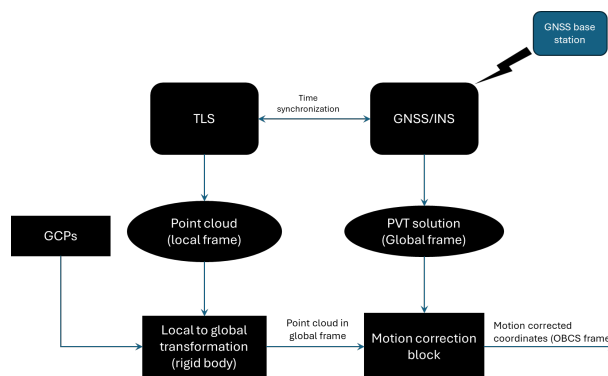 GNSS base
station
Time
synchronization
TLS
GNSS/INS
Point cloud
(local frame)
PVT solution
(Global frame)
GCPs
Local to global
transformation
(rigid body)
Point cloud in
global frame
Motion correction
block
Motion corrected
coordinates (OBCS frame